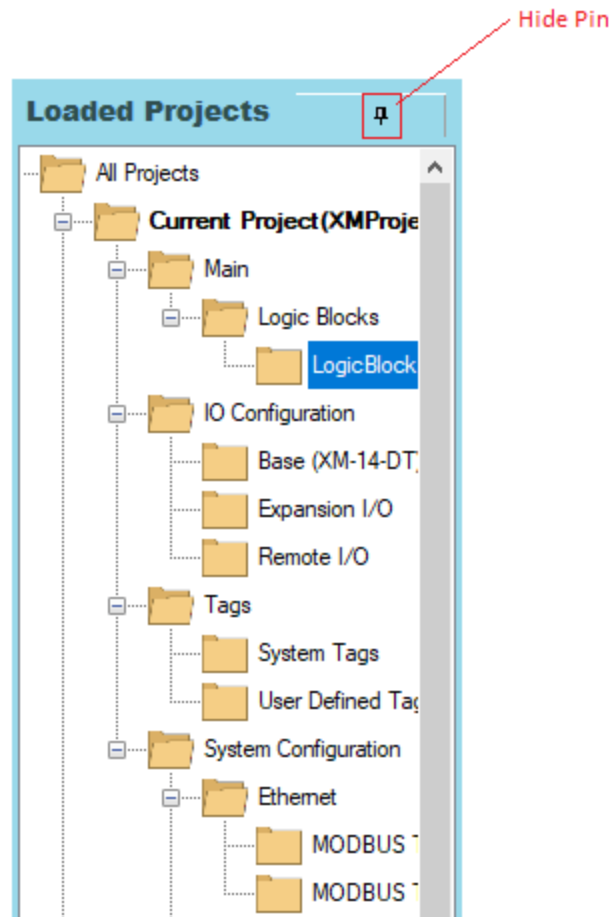 Hide Pin
Loaded Projects
All Projects
Current Project(XMProje
Main
Logic Blocks
LogicBlock
IO Configuration
Base (XM-14-DT)
Expansion I/O
Remote I/O
Tags
System Tags
User Defined Tag
System Configuration
Ethernet
MODBUS T
MODBUS T